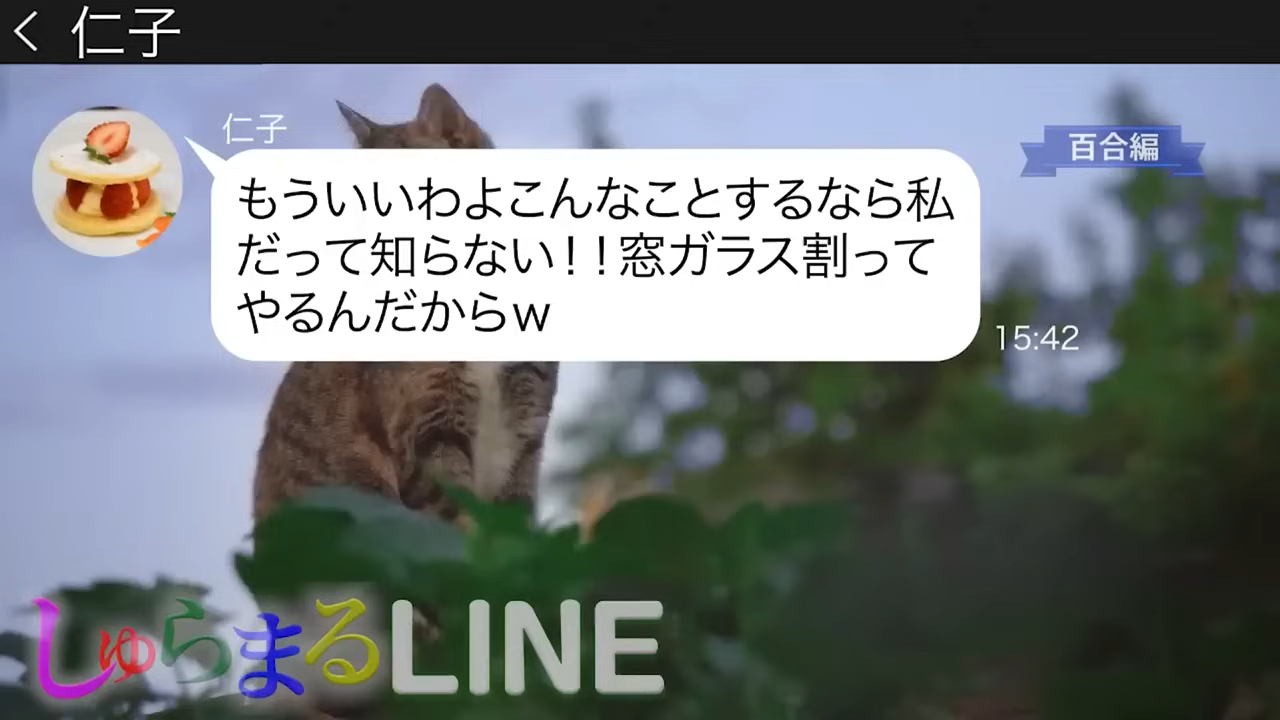 仁子
仁子
百合編
もういいわよこんなことするなら私
だって知らない！！窓ガラス割って
やるんだからw
15:42
しゅらまるLINE